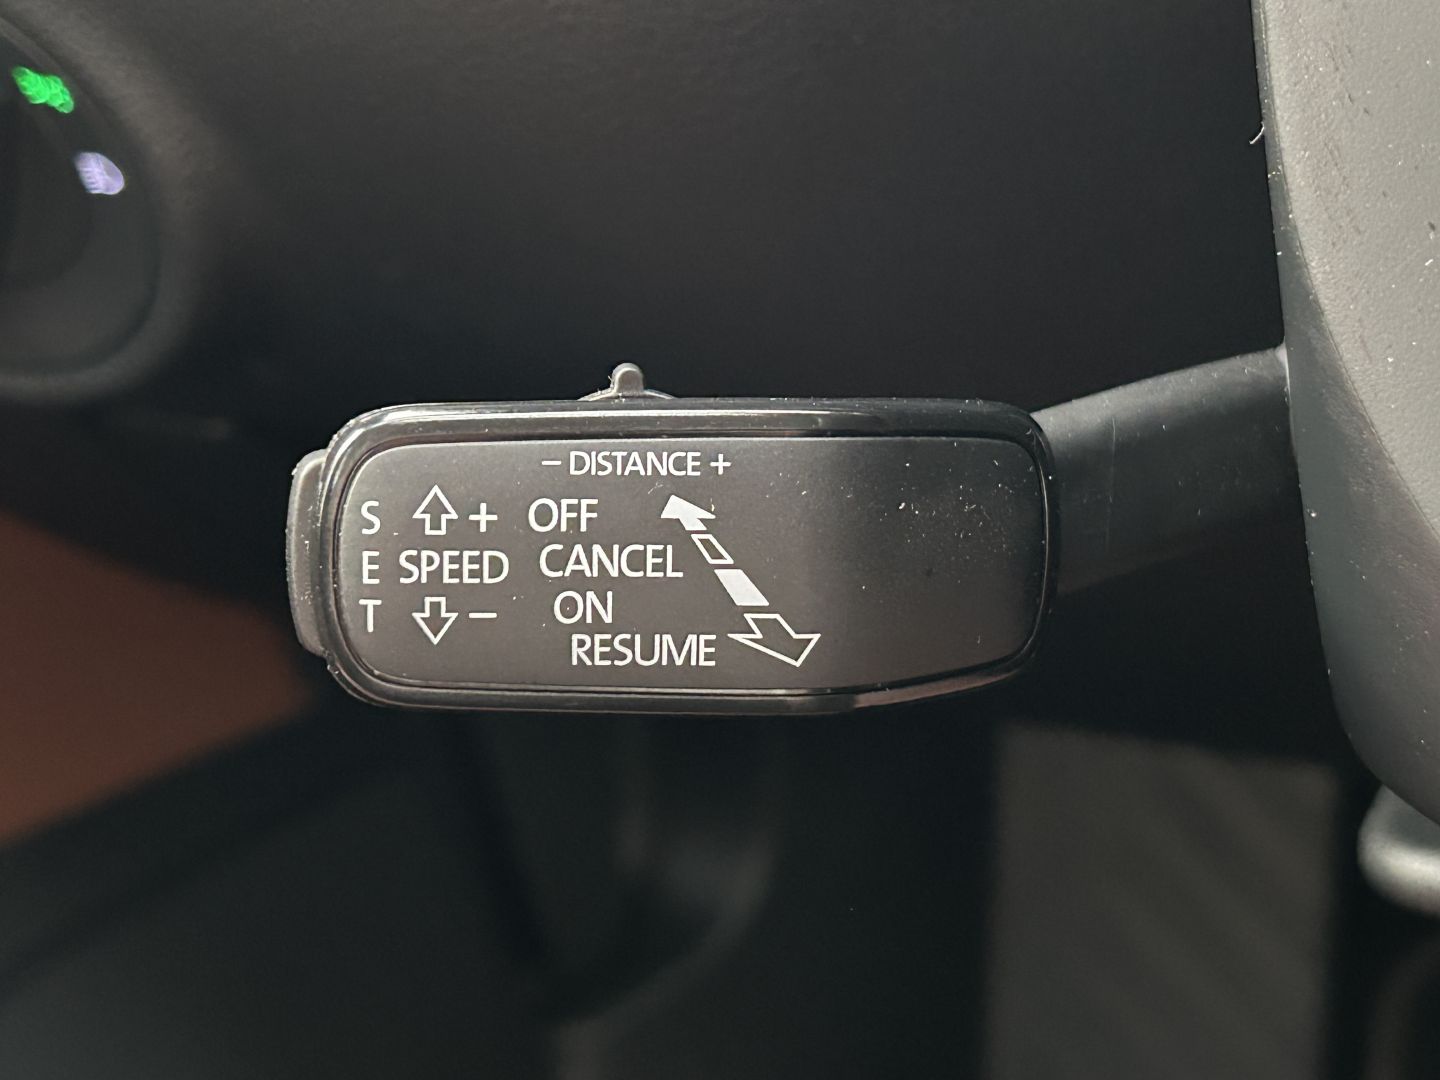 − DISTANCE +
S + OFF
E SPEED CANCEL
T − ON
RESUME